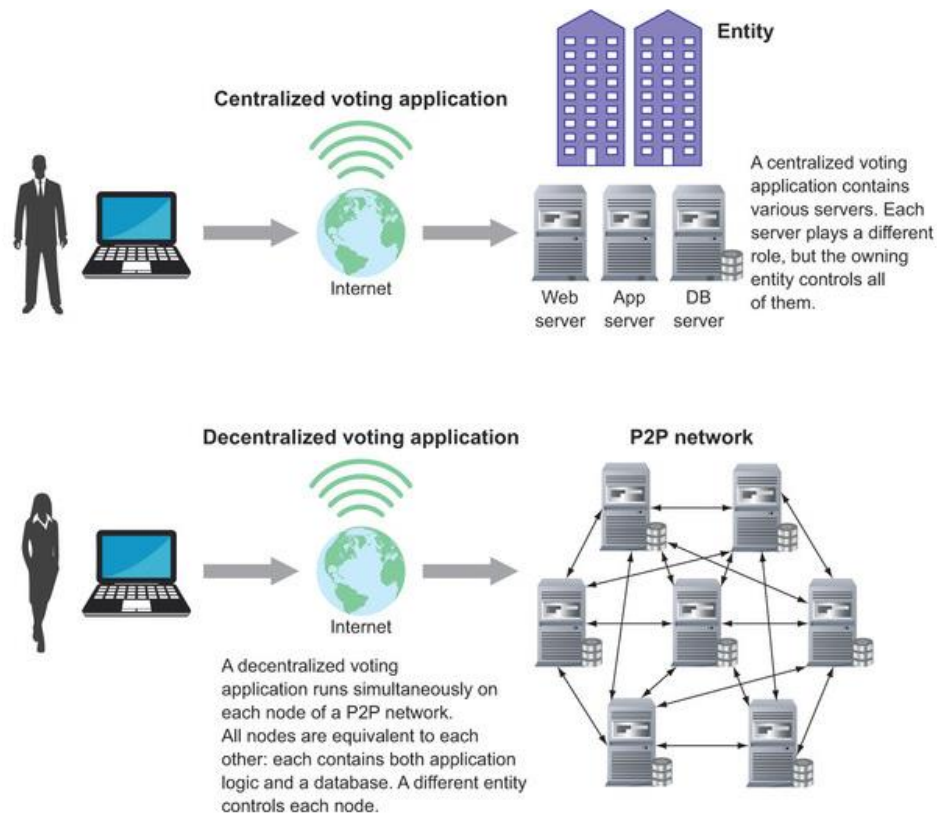 Entity
Centralized voting application
A centralized voting
application contains
various servers. Each
server plays a different
role, but the owning
entity controls all
of them.
Internet
Web
server
App
server
DB
server
Decentralized voting application
P2P network
Internet
A decentralized voting
application runs simultaneously on
each node of a P2P network.
All nodes are equivalent to each
other: each contains both application
logic and a database. A different entity
controls each node.